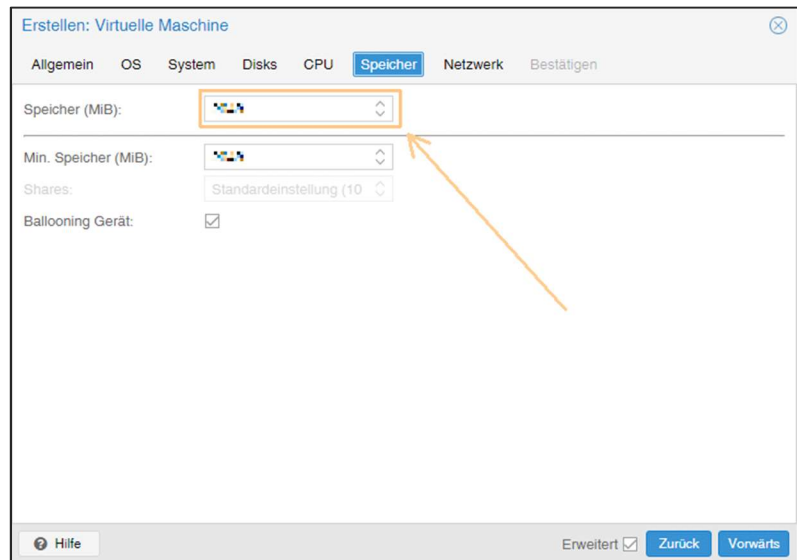 Erstellen: Virtuelle Maschine
Allgemein OS System Disks CPU Speicher Netzwerk Bestätigen
Speicher (MiB):
Min. Speicher (MiB):
Shares: Standardeinstellung (10
Ballooning Gerät:
Hilfe Erweitert Zurück Vorwärts